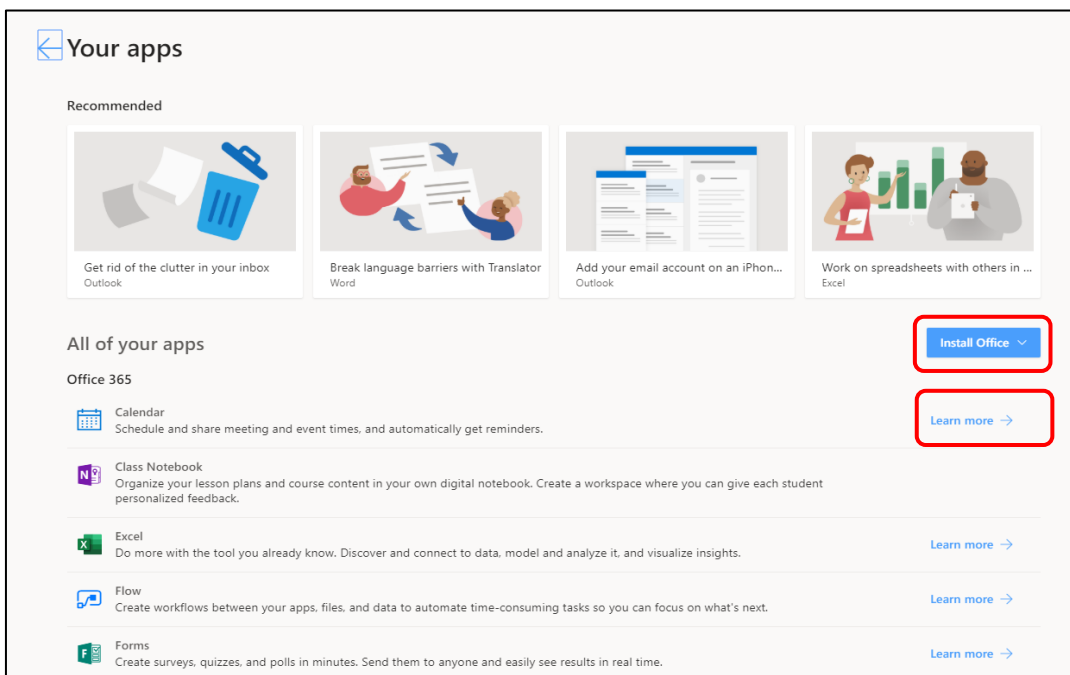 Your apps
Recommended
Get rid of the clutter in your inbox
Outlook
Break language barriers with Translator
Word
Add your email account on an iPhon...
Outlook
Work on spreadsheets with others in ...
Excel
All of your apps
Install Office
Office 365
Calendar
Schedule and share meeting and event times, and automatically get reminders.
Learn more →
Class Notebook
Organize your lesson plans and course content in your own digital notebook. Create a workspace where you can give each student
personalized feedback.
Excel
Do more with the tool you already know. Discover and connect to data, model and analyze it, and visualize insights.
Learn more →
Flow
Create workflows between your apps, files, and data to automate time-consuming tasks so you can focus on what's next.
Learn more →
Forms
Create surveys, quizzes, and polls in minutes. Send them to anyone and easily see results in real time.
Learn more →